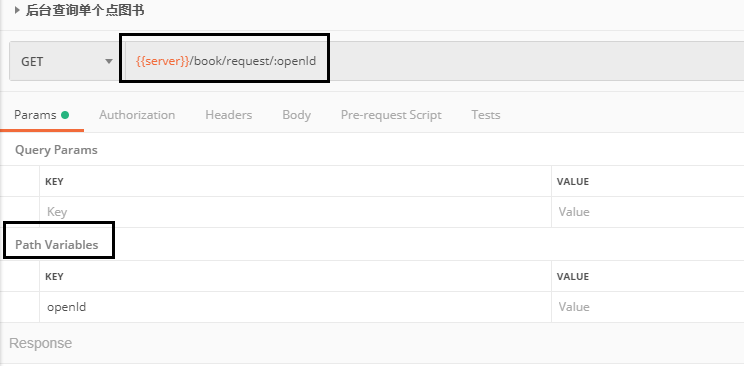 后台查询单个点图书
GET {{server}}/book/request/:openId
Params Authorization Headers Body Pre-request Script Tests
Query Params
KEY VALUE
Key Value
Path Variables
KEY VALUE
openId Value
Response